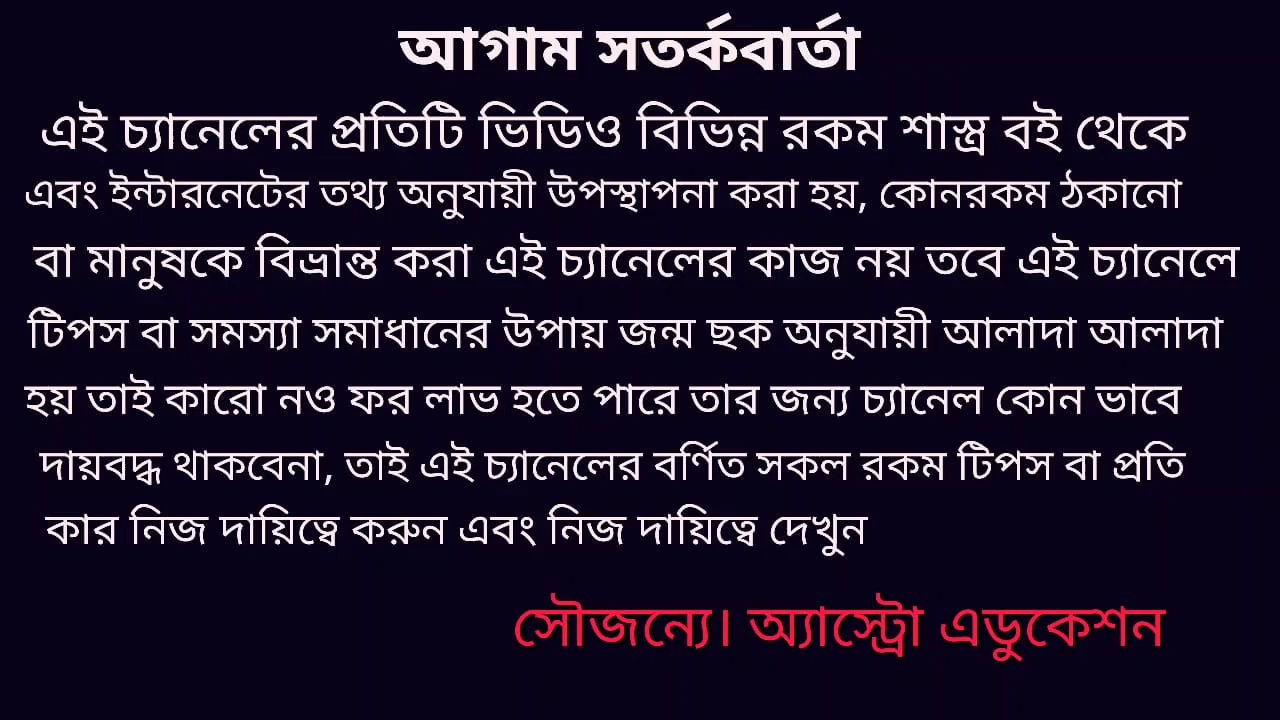 আগাম সতর্কবার্তা
এই চ্যানেলের প্রতিটি ভিডিও বিভিন্ন রকম শাস্ত্র বই থেকে
এবং ইন্টারনেটের তথ্য অনুযায়ী উপস্থাপনা করা হয়, কোনরকম ঠকানো
বা মানুষকে বিভ্রান্ত করা এই চ্যানেলের কাজ নয় তবে এই চ্যানেলে
টিপস বা সমস্যা সমাধানের উপায় জন্ম ছক অনুযায়ী আলাদা আলাদা
হয় তাই কারো নও ফর লাভ হতে পারে তার জন্য চ্যানেল কোন ভাবে
দায়বদ্ধ থাকবেনা, তাই এই চ্যানেলের বর্ণিত সকল রকম টিপস বা প্রতি
কার নিজ দায়িত্বে করুন এবং নিজ দায়িত্বে দেখুন
সৌজন্যে। অ্যাস্ট্রো এডুকেশন